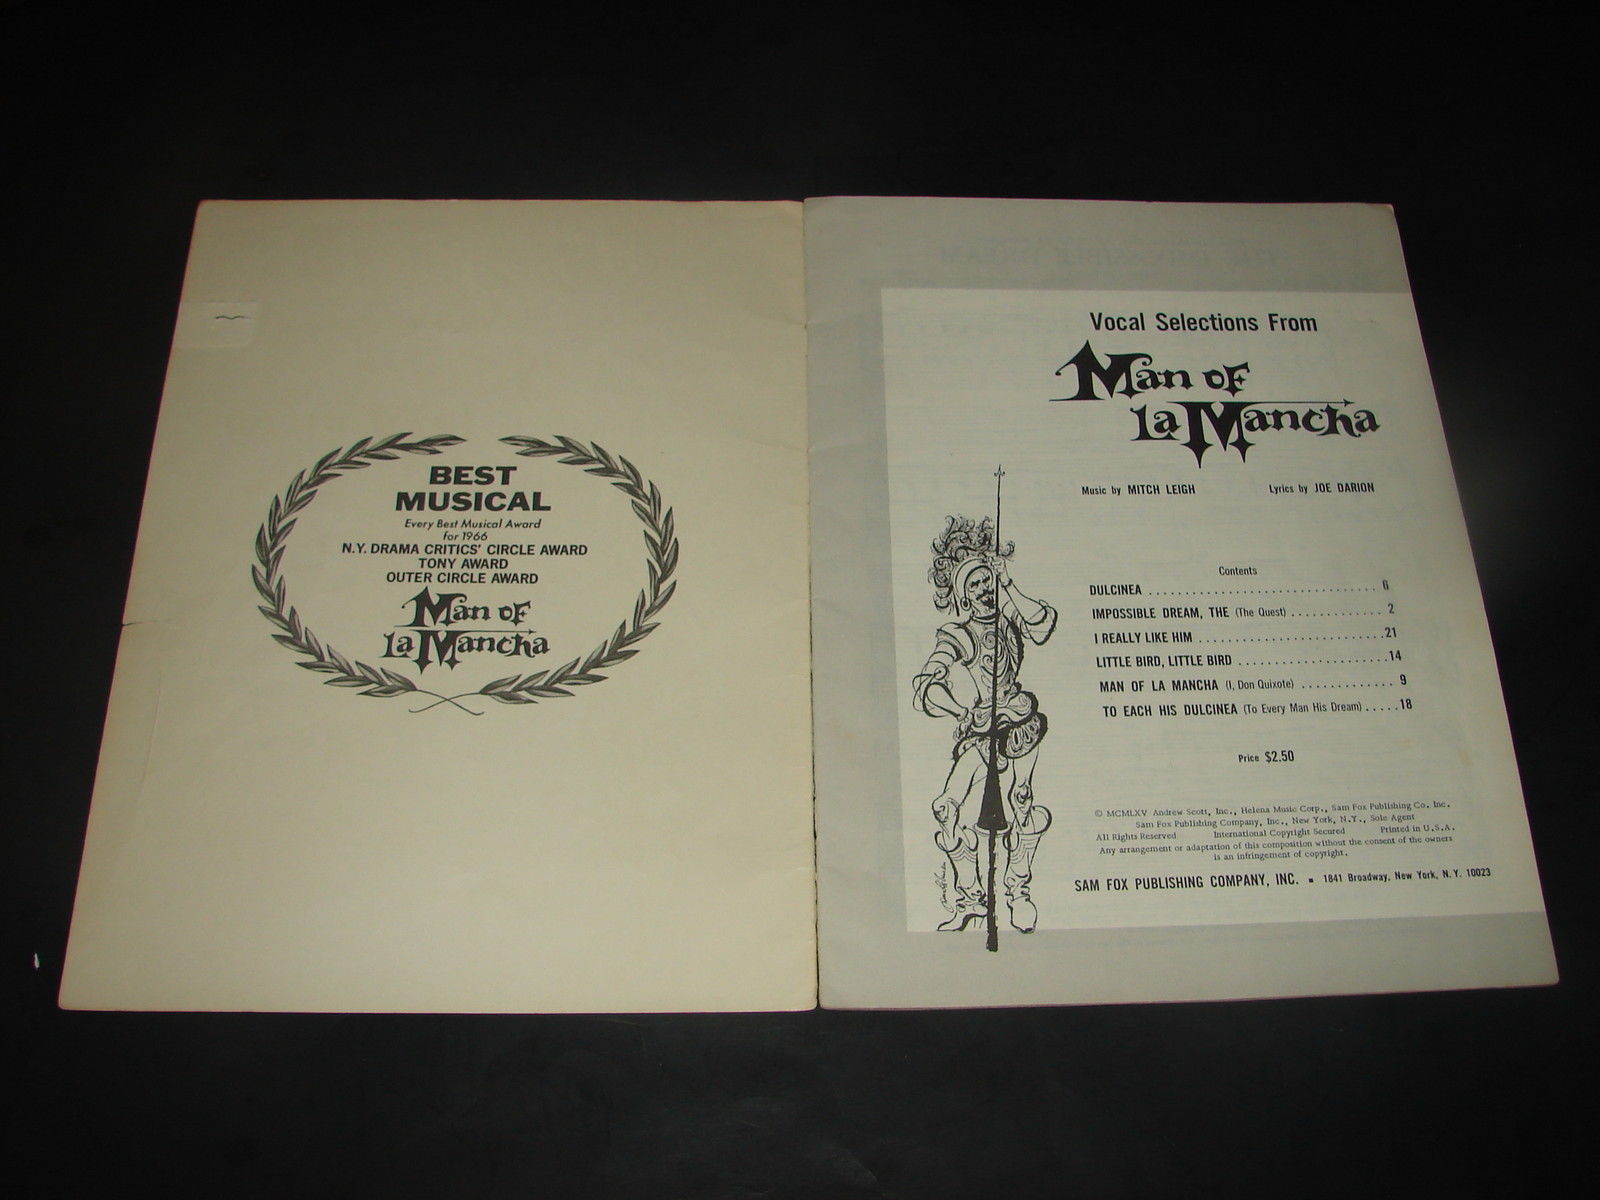 BEST
MUSICAL
Every Best Musical Award
for 1966
N.Y. DRAMA CRITICS' CIRCLE AWARD
TONY AWARD
OUTER CIRCLE AWARD
Man of
la Mancha
Vocal Selections From
Man of
la Mancha
Music by MITCH LEIGH Lyrics by JOE DARION
Contents
DULCINEA ................................ 6
IMPOSSIBLE DREAM, THE (The Quest) ............. 2
I REALLY LIKE HIM .........................21
LITTLE BIRD, LITTLE BIRD .....................14
MAN OF LA MANCHA (I, Don Quixote) ............. 9
TO EACH HIS DULCINEA (To Every Man His Dream) .....18
Price $2.50
© MCMLXV Andrew Scott, Inc., Helena Music Corp., Sam Fox Publishing Co. Inc.
Sam Fox Publishing Company, Inc., New York, N.Y., Sole Agent
All Rights Reserved International Copyright Secured Printed in U.S.A.
Any arrangement or adaptation of this composition without the consent of the owners
is an infringement of copyright.
SAM FOX PUBLISHING COMPANY, INC. ▪ 1841 Broadway, New York, N.Y. 10023